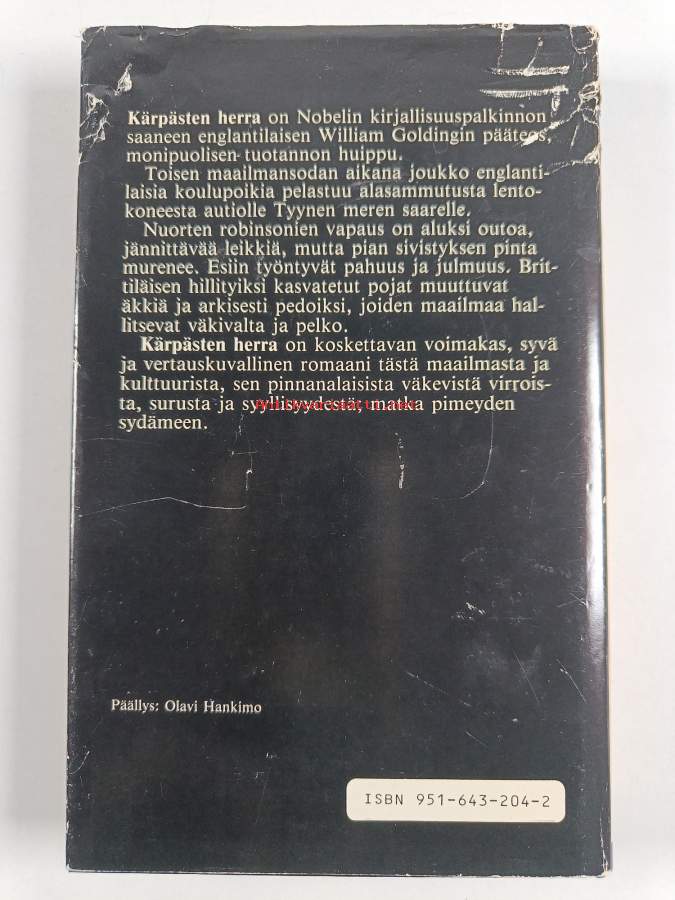 Kärpästen herra on Nobelin kirjallisuuspalkinnon
saaneen englantilaisen William Goldingin pääteos,
monipuolisen tuotannon huippu.
Toisen maailmansodan aikana joukko englanti-
laisia koulupoikia pelastuu alasammutusta lento-
koneesta autiolle Tyynen meren saarelle.
Nuorten robinsonien vapaus on aluksi outoa,
jännittävää leikkiä, mutta pian sivistyksen pinta
murenee. Esiin työntyvät pahuus ja julmuus. Brit-
tiläisen hillityiksi kasvatetut pojat muuttuvat
äkkiä ja arkisesti pedoiksi, joiden maailmaa hal-
litsevat väkivalta ja pelko.
Kärpästen herra on koskettavan voimakas, syvä
ja vertauskuvallinen romaani tästä maailmasta ja
kulttuurista, sen pinnanalaisista väkevistä virrois-
ta, surusta ja syyllisyydestä, matka pimeyden
sydämeen.
Päällys: Olavi Hankimo
ISBN 951-643-204-2